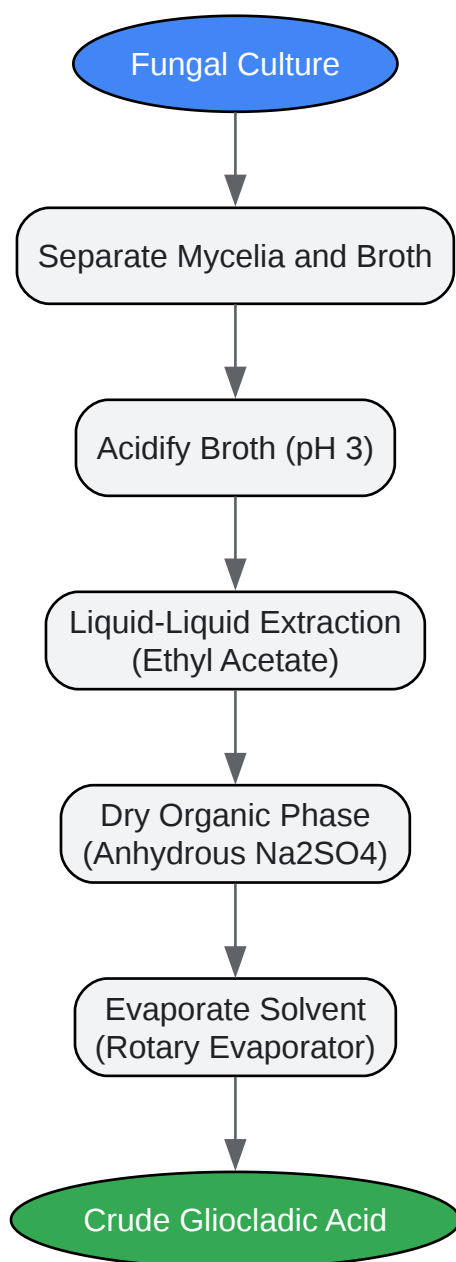 Fungal Culture
Separate Mycelia and Broth
Acidify Broth (pH 3)
Liquid-Liquid Extraction
(Ethyl Acetate)
Dry Organic Phase
(Anhydrous Na2SO4)
Evaporate Solvent
(Rotary Evaporator)
Crude Gliocladic Acid